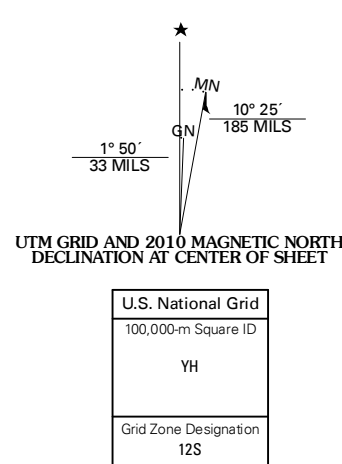 ★
MN
10° 25´
185 MILS
GN
1° 50´
33 MILS
UTM GRID AND 2010 MAGNETIC NORTH
DECLINATION AT CENTER OF SHEET
U.S. National Grid
100,000-m Square ID
YH
Grid Zone Designation
12S